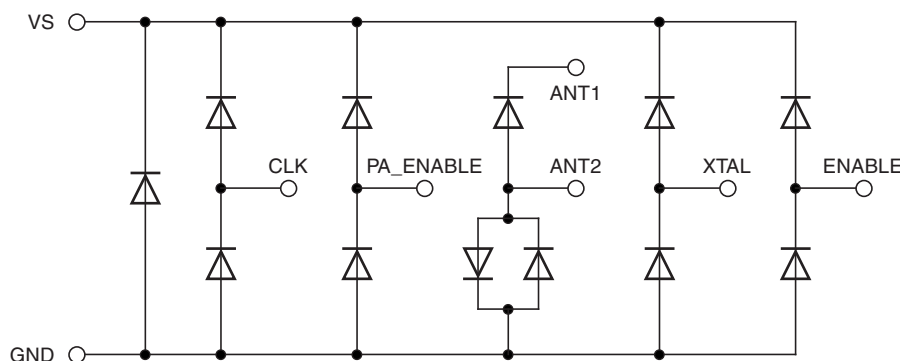 VS
ANT1
CLK
PA_ENABLE
ANT2
XTAL
ENABLE
GND